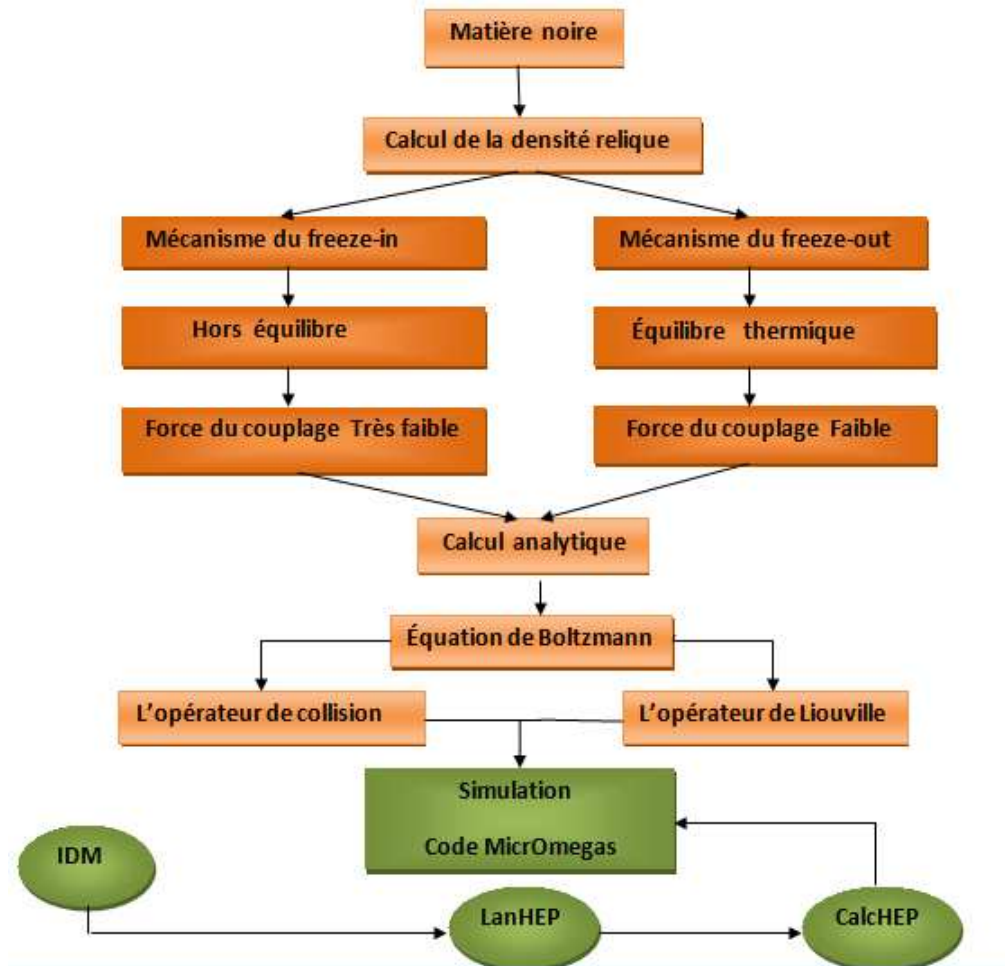 Matière noire
Calcul de la densité relique
Mécanisme du freeze-in
Mécanisme du freeze-out
Hors équilibre
Équilibre thermique
Force du couplage Très faible
Force du couplage Faible
Calcul analytique
Équation de Boltzmann
L'opérateur de collision
L'opérateur de Liouville
Simulation
Code MicrOmegas
IDM
LanHEP
CalcHEP